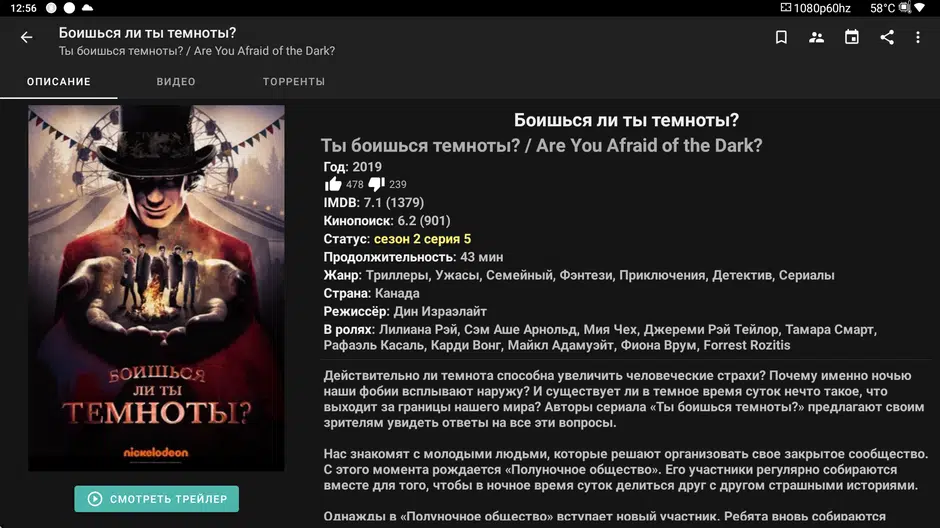 12:56
1080p60hz 58°C
Боишься ли ты темноты?
Ты боишься темноты? / Are You Afraid of the Dark?
ОПИСАНИЕ ВИДЕО ТОРРЕНТЫ
БОИШЬСЯ
ЛИ ТЫ
ТЕМНОТЫ?
nickelodeon
СМОТРЕТЬ ТРЕЙЛЕР
Боишься ли ты темноты?
Ты боишься темноты? / Are You Afraid of the Dark?
Год: 2019
478 239
IMDB: 7.1 (1379)
Кинопоиск: 6.2 (901)
Статус: сезон 2 серия 5
Продолжительность: 43 мин
Жанр: Триллеры, Ужасы, Семейный, Фэнтези, Приключения, Детектив, Сериалы
Страна: Канада
Режиссёр: Дин Израэлайт
В ролях: Лилиана Рэй, Сэм Аше Арнольд, Мия Чех, Джереми Рэй Тейлор, Тамара Смарт,
Рафаэль Касаль, Карди Вонг, Майкл Адамуэйт, Фиона Врум, Forrest Rozitis
Действительно ли темнота способна увеличить человеческие страхи? Почему именно ночью
наши фобии всплывают наружу? И существует ли в темное время суток нечто такое, что
выходит за границы нашего мира? Авторы сериала «Ты боишься темноты?» предлагают своим
зрителям увидеть ответы на все эти вопросы.
Нас знакомят с молодыми людьми, которые решают организовать свое закрытое сообщество.
С этого момента рождается «Полуночное общество». Его участники регулярно собираются
вместе для того, чтобы в ночное время суток делиться друг с другом страшными историями.
Однажды в «Полуночное общество» вступает новый участник. Ребята вновь собираются